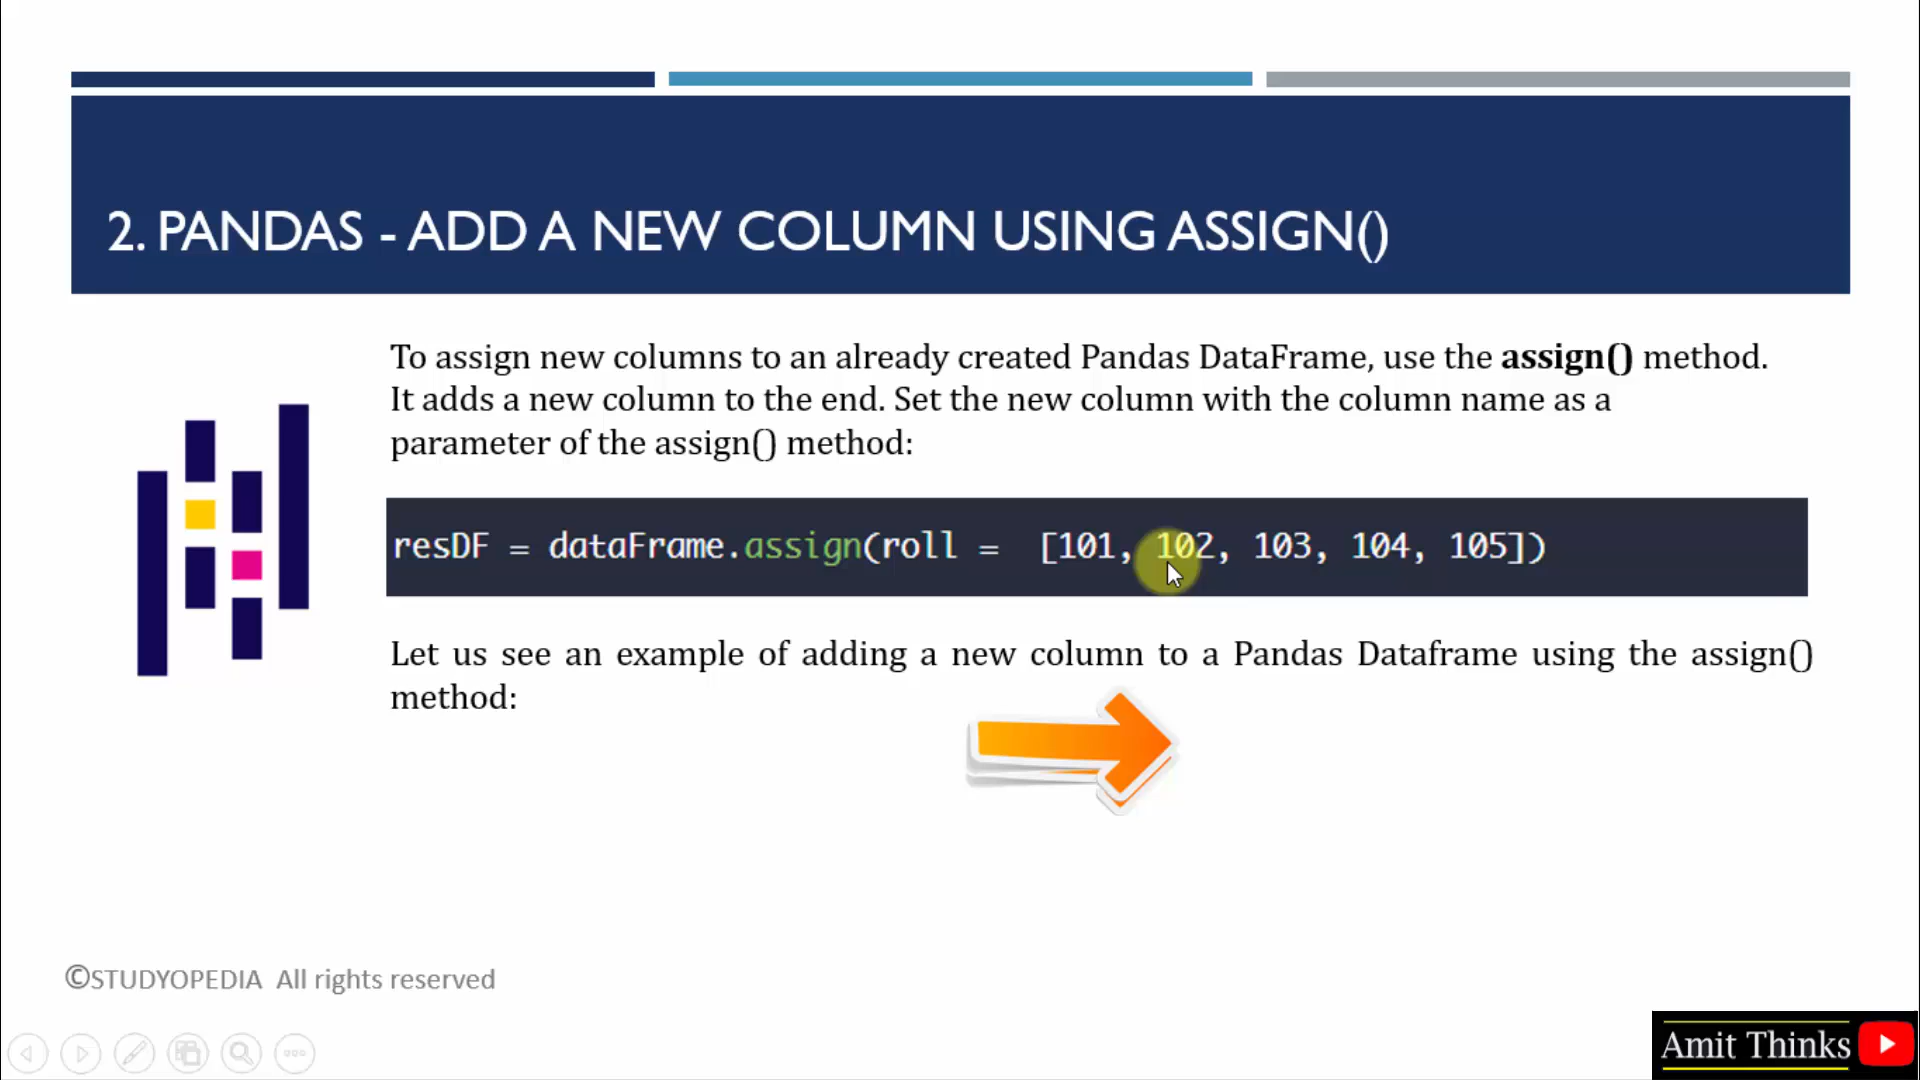 2. PANDAS - ADD A NEW COLUMN USING ASSIGN()
To assign new columns to an already created Pandas DataFrame, use the assign() method.
It adds a new column to the end. Set the new column with the column name as a
parameter of the assign() method:
resDF = dataFrame.assign(roll =  [101, 102, 103, 104, 105])
Let us see an example of adding a new column to a Pandas Dataframe using the assign()
method:
©STUDYOPEDIA  All rights reserved
Amit Thinks